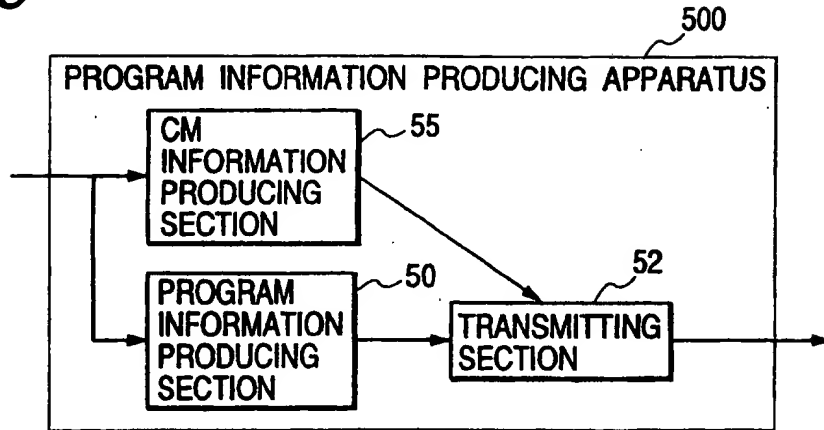 500
PROGRAM INFORMATION PRODUCING APPARATUS
CM
INFORMATION
PRODUCING
SECTION
55
PROGRAM
INFORMATION
PRODUCING
SECTION
50
TRANSMITTING
SECTION
52